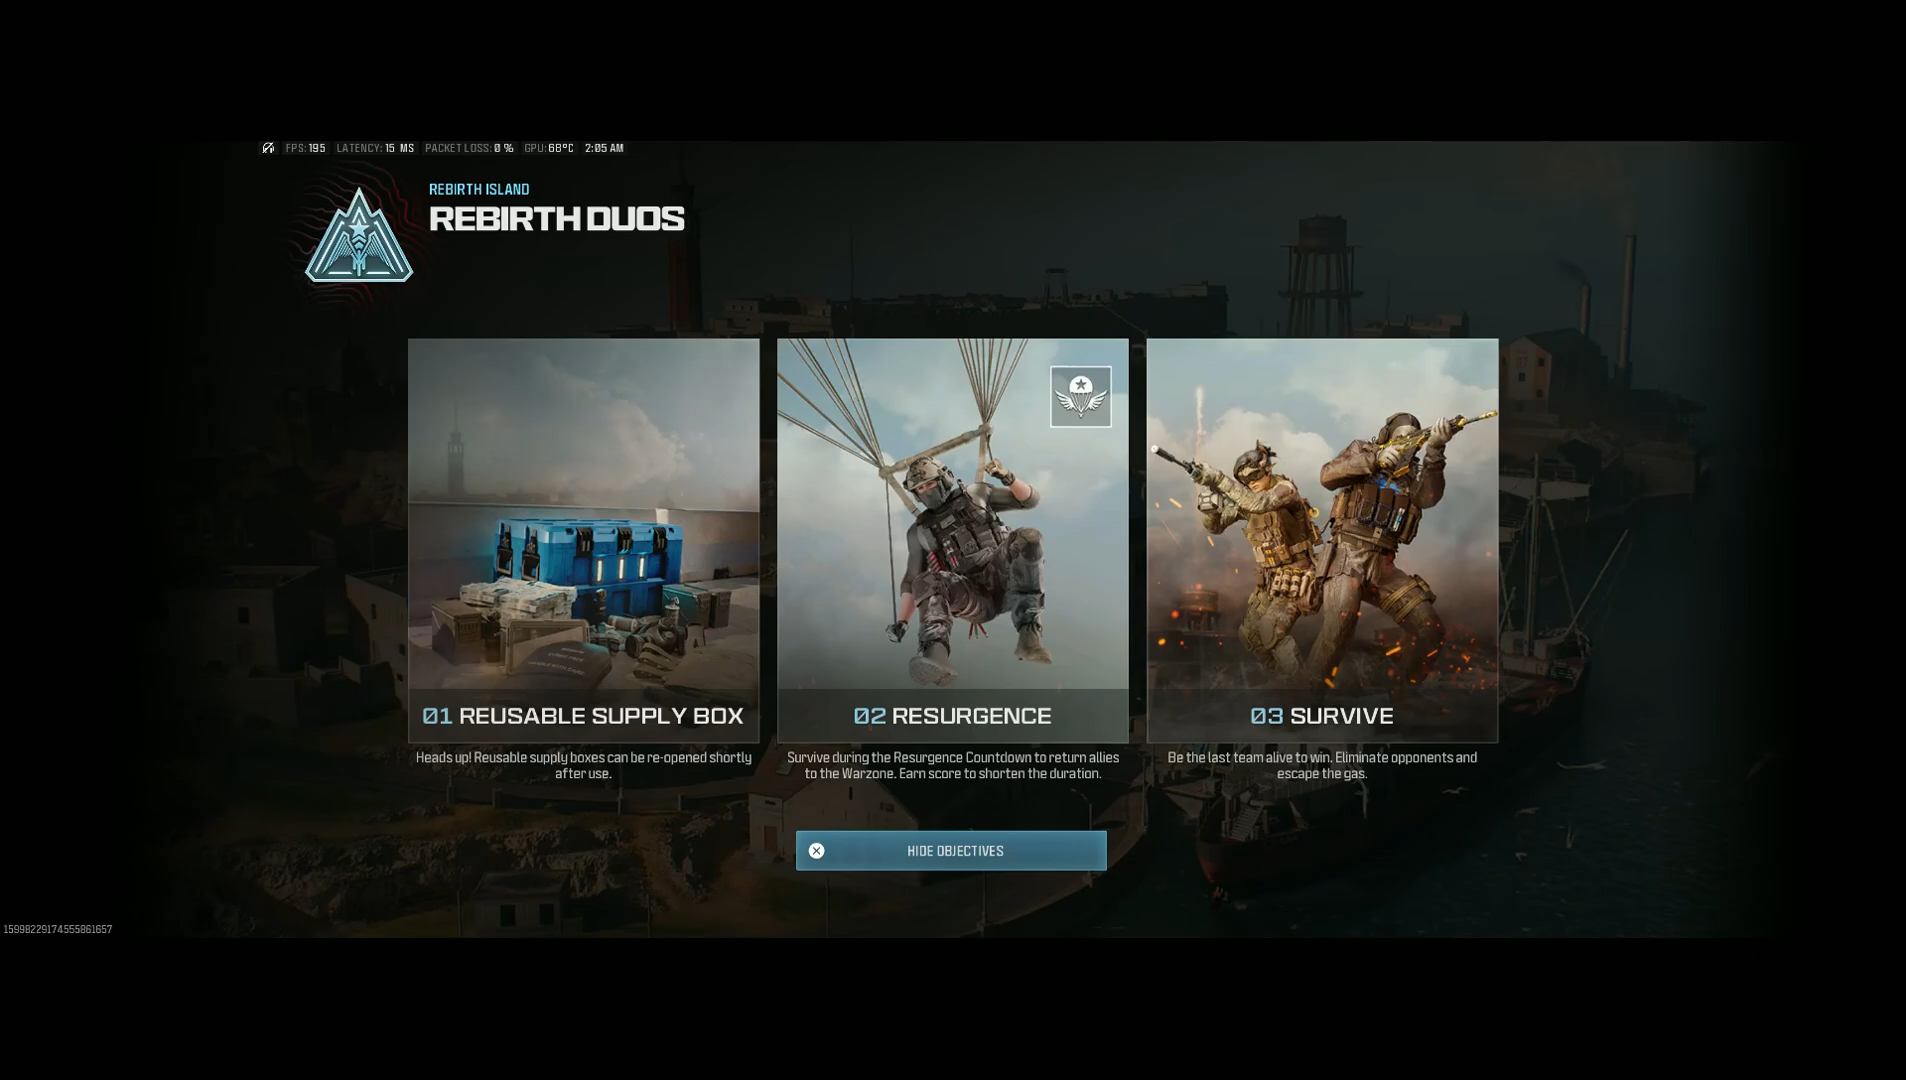 FPS: 195 LATENCY: 15 MS PACKET LOSS: 0 % GPU: 68°C 2:05 AM
REBIRTH ISLAND
REBIRTH DUOS
01 REUSABLE SUPPLY BOX
Heads up! Reusable supply boxes can be re-opened shortly
after use.
02 RESURGENCE
Survive during the Resurgence Countdown to return allies
to the Warzone. Earn score to shorten the duration.
03 SURVIVE
Be the last team alive to win. Eliminate opponents and
escape the gas.
HIDE OBJECTIVES
15998229174555861657